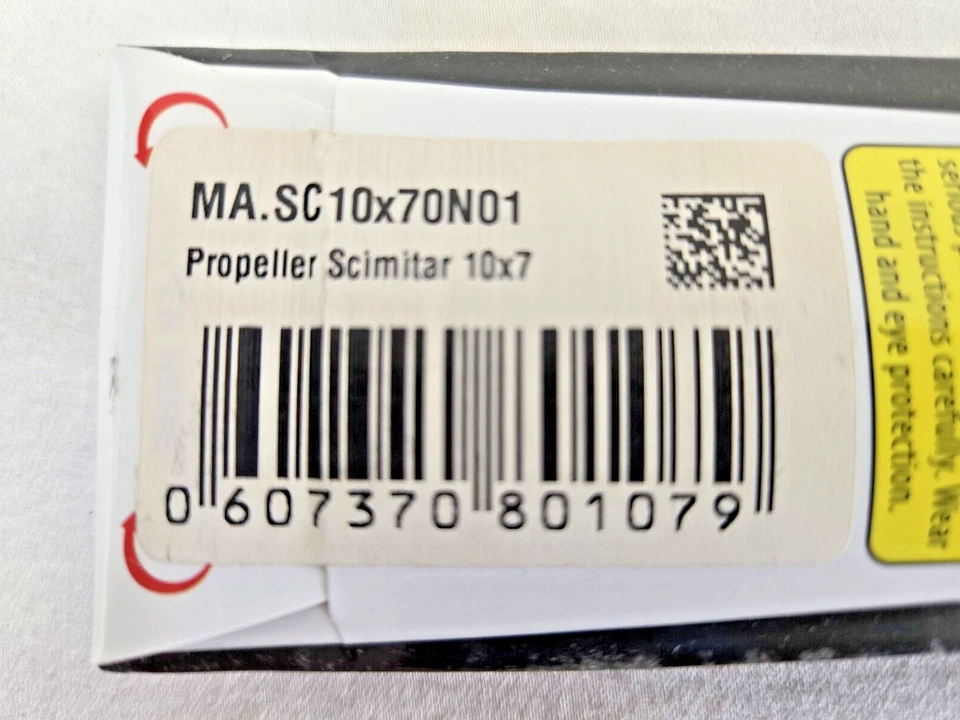 MA.SC10x70N01
Propeller Scimitar 10x7
0 607370 801079
the instructions carefully. Wear
hand and eye protection.